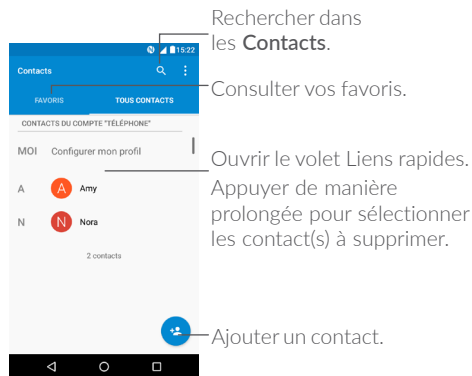 Rechercher dans
les Contacts.
15:22
Contacts
Consulter vos favoris.
FAVORIS
TOUS CONTACTS
CONTACTS DU COMPTE "TÉLÉPHONE"
MOI Configurer mon profil
Ouvrir le volet Liens rapides.
A A Amy
Appuyer de manière
prolongée pour sélectionner
les contact(s) à supprimer.
N N Nora
2 contacts
Ajouter un contact.